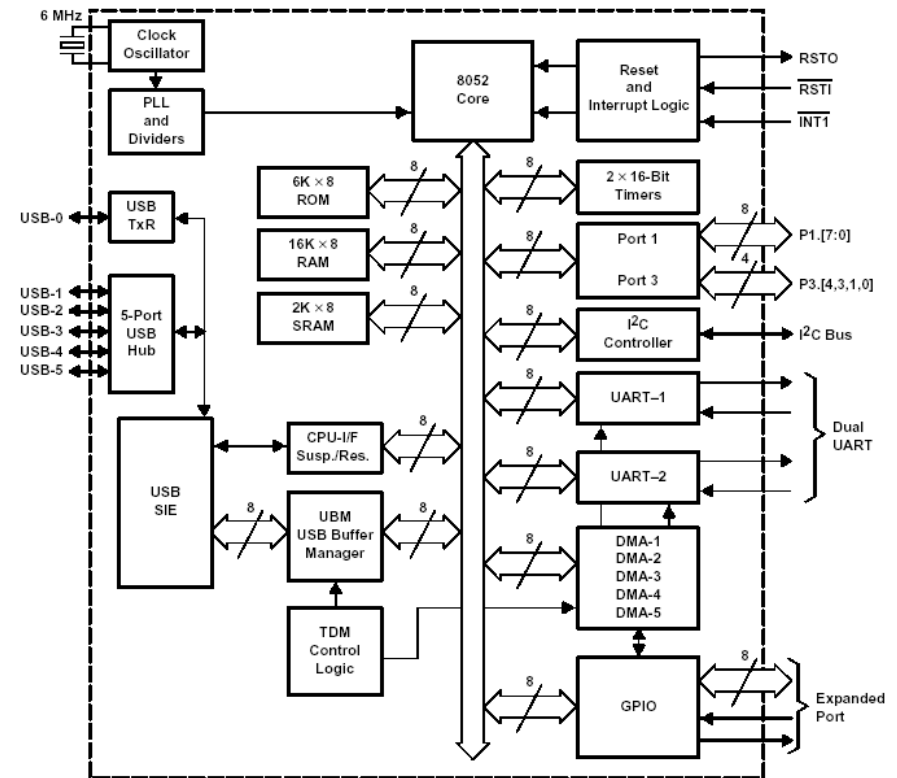 6 MHz
Clock
Oscillator
PLL
and
Dividers
8052
Core
Reset
and
Interrupt Logic
RSTO
RSTI
INT1
6K × 8
ROM
8
8
2 × 16-Bit
Timers
USB-0
USB
TxR
16K × 8
RAM
8
8
Port 1
Port 3
8
P1.[7:0]
4
P3.[4,3,1,0]
USB-1
USB-2
USB-3
USB-4
USB-5
5-Port
USB
Hub
2K × 8
SRAM
8
8
I²C
Controller
I²C Bus
8
UART–1
Dual
UART
USB
SIE
CPU-I/F
Susp./Res.
8
8
UART–2
8
UBM
USB Buffer
Manager
8
8
DMA-1
DMA-2
DMA-3
DMA-4
DMA-5
TDM
Control
Logic
8
GPIO
8
Expanded
Port